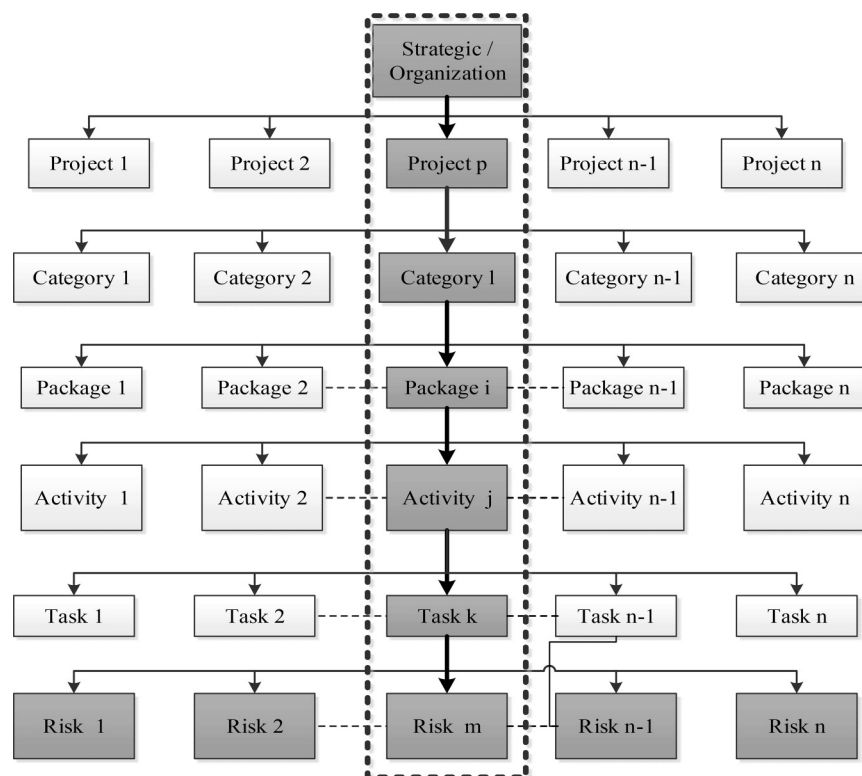 Strategic /
Organization
Project 1
Project 2
Project p
Project n-1
Project n
Category 1
Category 2
Category l
Category n-1
Category n
Package 1
Package 2
Package i
Package n-1
Package n
Activity 1
Activity 2
Activity j
Activity n-1
Activity n
Task 1
Task 2
Task k
Task n-1
Task n
Risk 1
Risk 2
Risk m
Risk n-1
Risk n